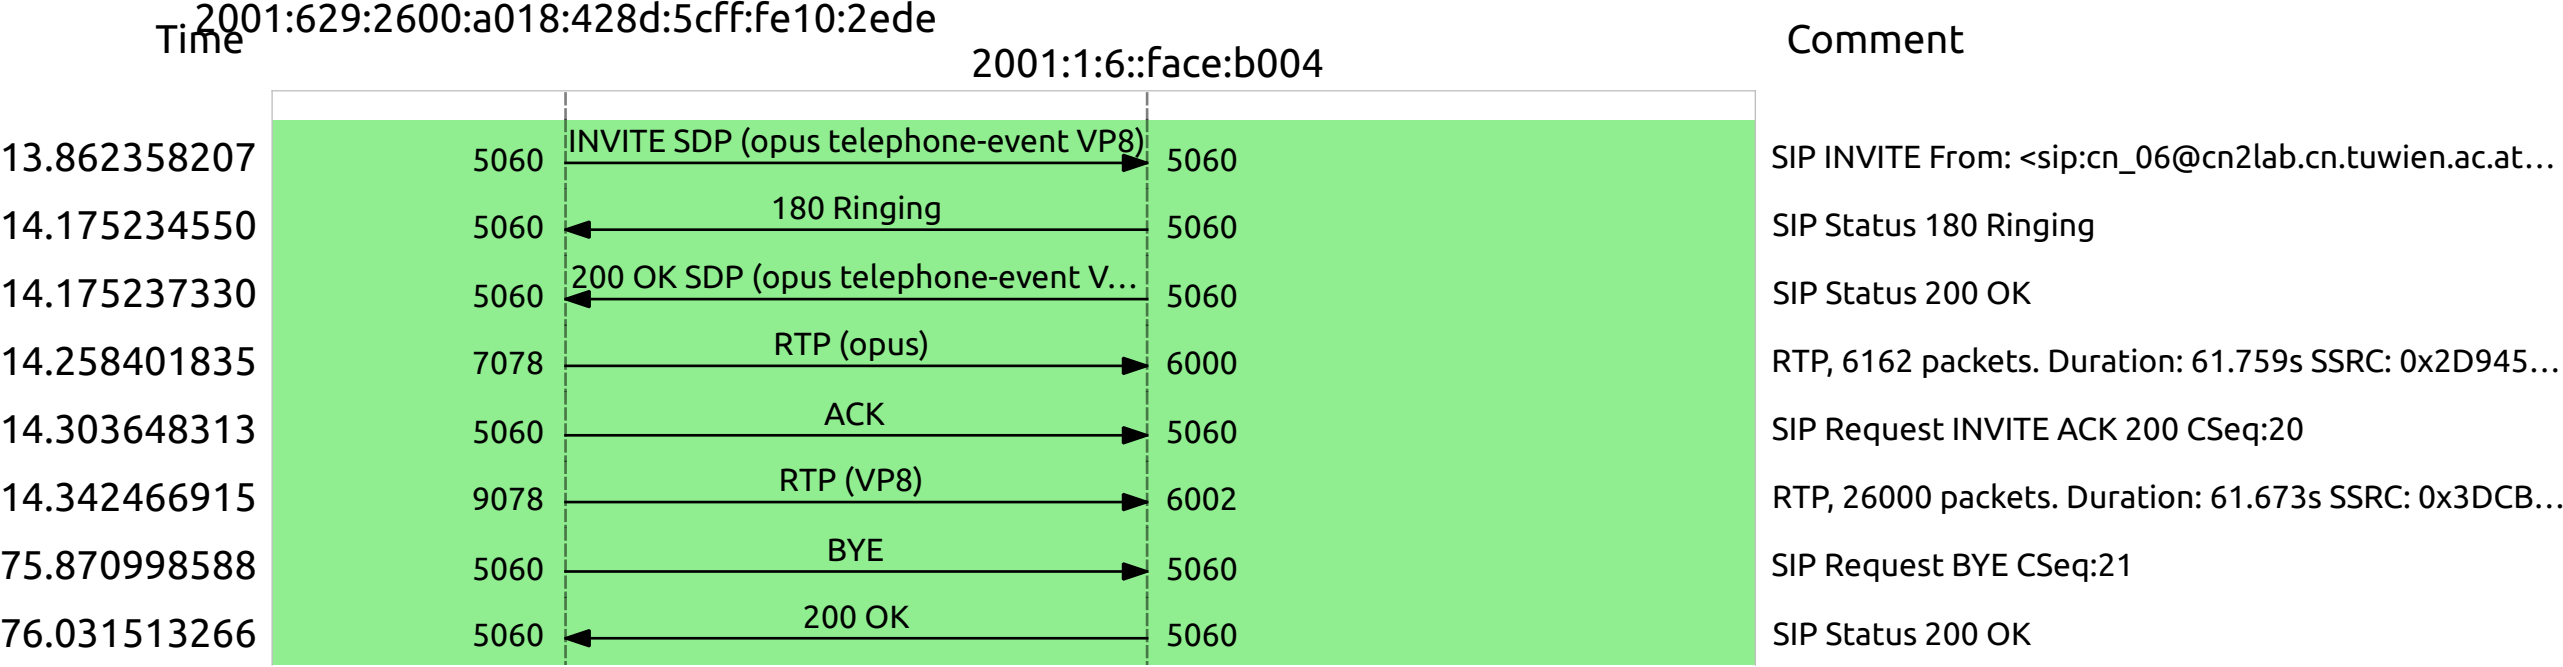 2001:629:2600:a018:428d:5cff:fe10:2ede
Time
Comment
2001:1:6::face:b004
13.862358207 5060 INVITE SDP (opus telephone-event VP8) 5060 SIP INVITE From: <sip:cn_06@cn2lab.cn.tuwien.ac.at…
14.175234550 5060 180 Ringing 5060 SIP Status 180 Ringing
14.175237330 5060 200 OK SDP (opus telephone-event V… 5060 SIP Status 200 OK
14.258401835 7078 RTP (opus) 6000 RTP, 6162 packets. Duration: 61.759s SSRC: 0x2D945…
14.303648313 5060 ACK 5060 SIP Request INVITE ACK 200 CSeq:20
14.342466915 9078 RTP (VP8) 6002 RTP, 26000 packets. Duration: 61.673s SSRC: 0x3DCB…
75.870998588 5060 BYE 5060 SIP Request BYE CSeq:21
76.031513266 5060 200 OK 5060 SIP Status 200 OK